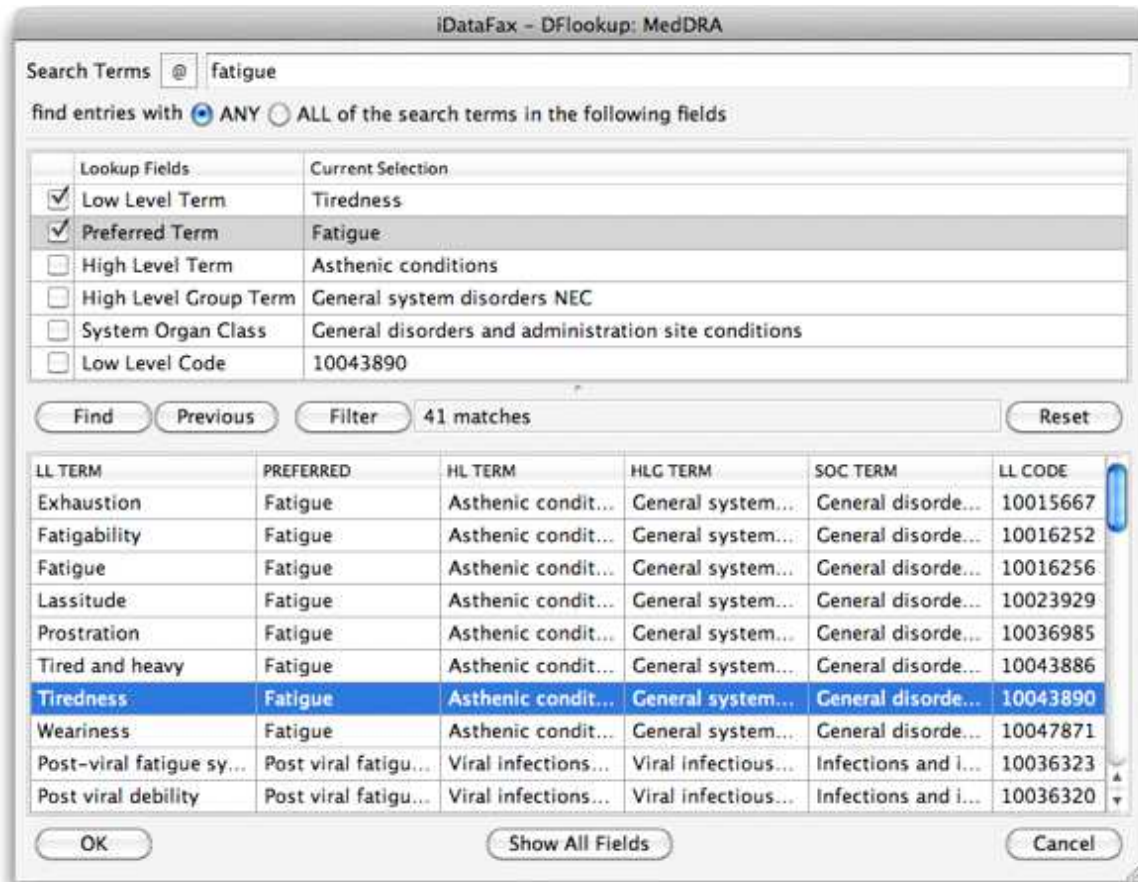 iDataFax – DFlookup: MedDRA
Search Terms @ fatigue
find entries with ANY ALL of the search terms in the following fields
Lookup Fields Current Selection
Low Level Term Tiredness
Preferred Term Fatigue
High Level Term Asthenic conditions
High Level Group Term General system disorders NEC
System Organ Class General disorders and administration site conditions
Low Level Code 10043890
Find Previous Filter 41 matches Reset
LL TERM PREFERRED HL TERM HLG TERM SOC TERM LL CODE
Exhaustion Fatigue Asthenic condit... General system... General disorde... 10015667
Fatigability Fatigue Asthenic condit... General system... General disorde... 10016252
Fatigue Fatigue Asthenic condit... General system... General disorde... 10016256
Lassitude Fatigue Asthenic condit... General system... General disorde... 10023929
Prostration Fatigue Asthenic condit... General system... General disorde... 10036985
Tired and heavy Fatigue Asthenic condit... General system... General disorde... 10043886
Tiredness Fatigue Asthenic condit... General system... General disorde... 10043890
Weariness Fatigue Asthenic condit... General system... General disorde... 10047871
Post-viral fatigue sy... Post viral fatigu... Viral infections... Viral infectious... Infections and i... 10036323
Post viral debility Post viral fatigu... Viral infections... Viral infectious... Infections and i... 10036320
OK Show All Fields Cancel